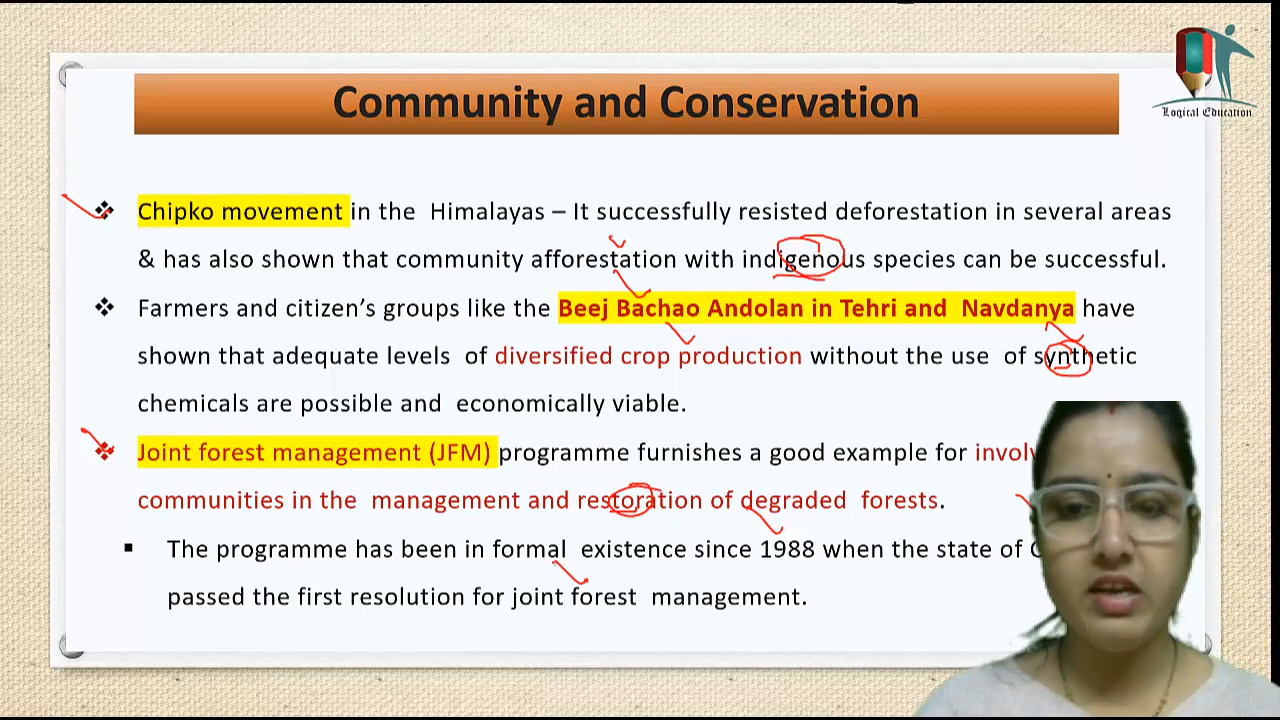 Logical Education
Community and Conservation
❖ Chipko movement in the Himalayas – It successfully resisted deforestation in several areas
& has also shown that community afforestation with indigenous species can be successful.
❖ Farmers and citizen’s groups like the Beej Bachao Andolan in Tehri and Navdanya have
shown that adequate levels of diversified crop production without the use of synthetic
chemicals are possible and economically viable.
❖ Joint forest management (JFM) programme furnishes a good example for
communities in the management and restoration of degraded forests.
▪ The programme has been in formal existence since 1988 when the state of
passed the first resolution for joint forest management.